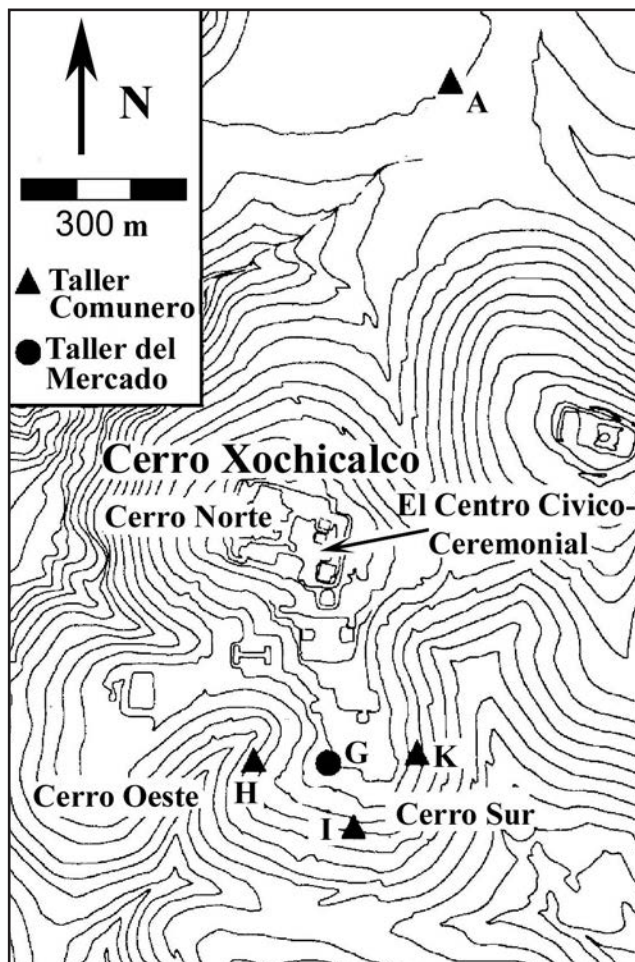 N
300 m
Taller
Comunero
Taller del
Mercado
A
Cerro Xochicalco
Cerro Norte
El Centro Civico-
Ceremonial
G
K
H
Cerro Oeste
I
Cerro Sur